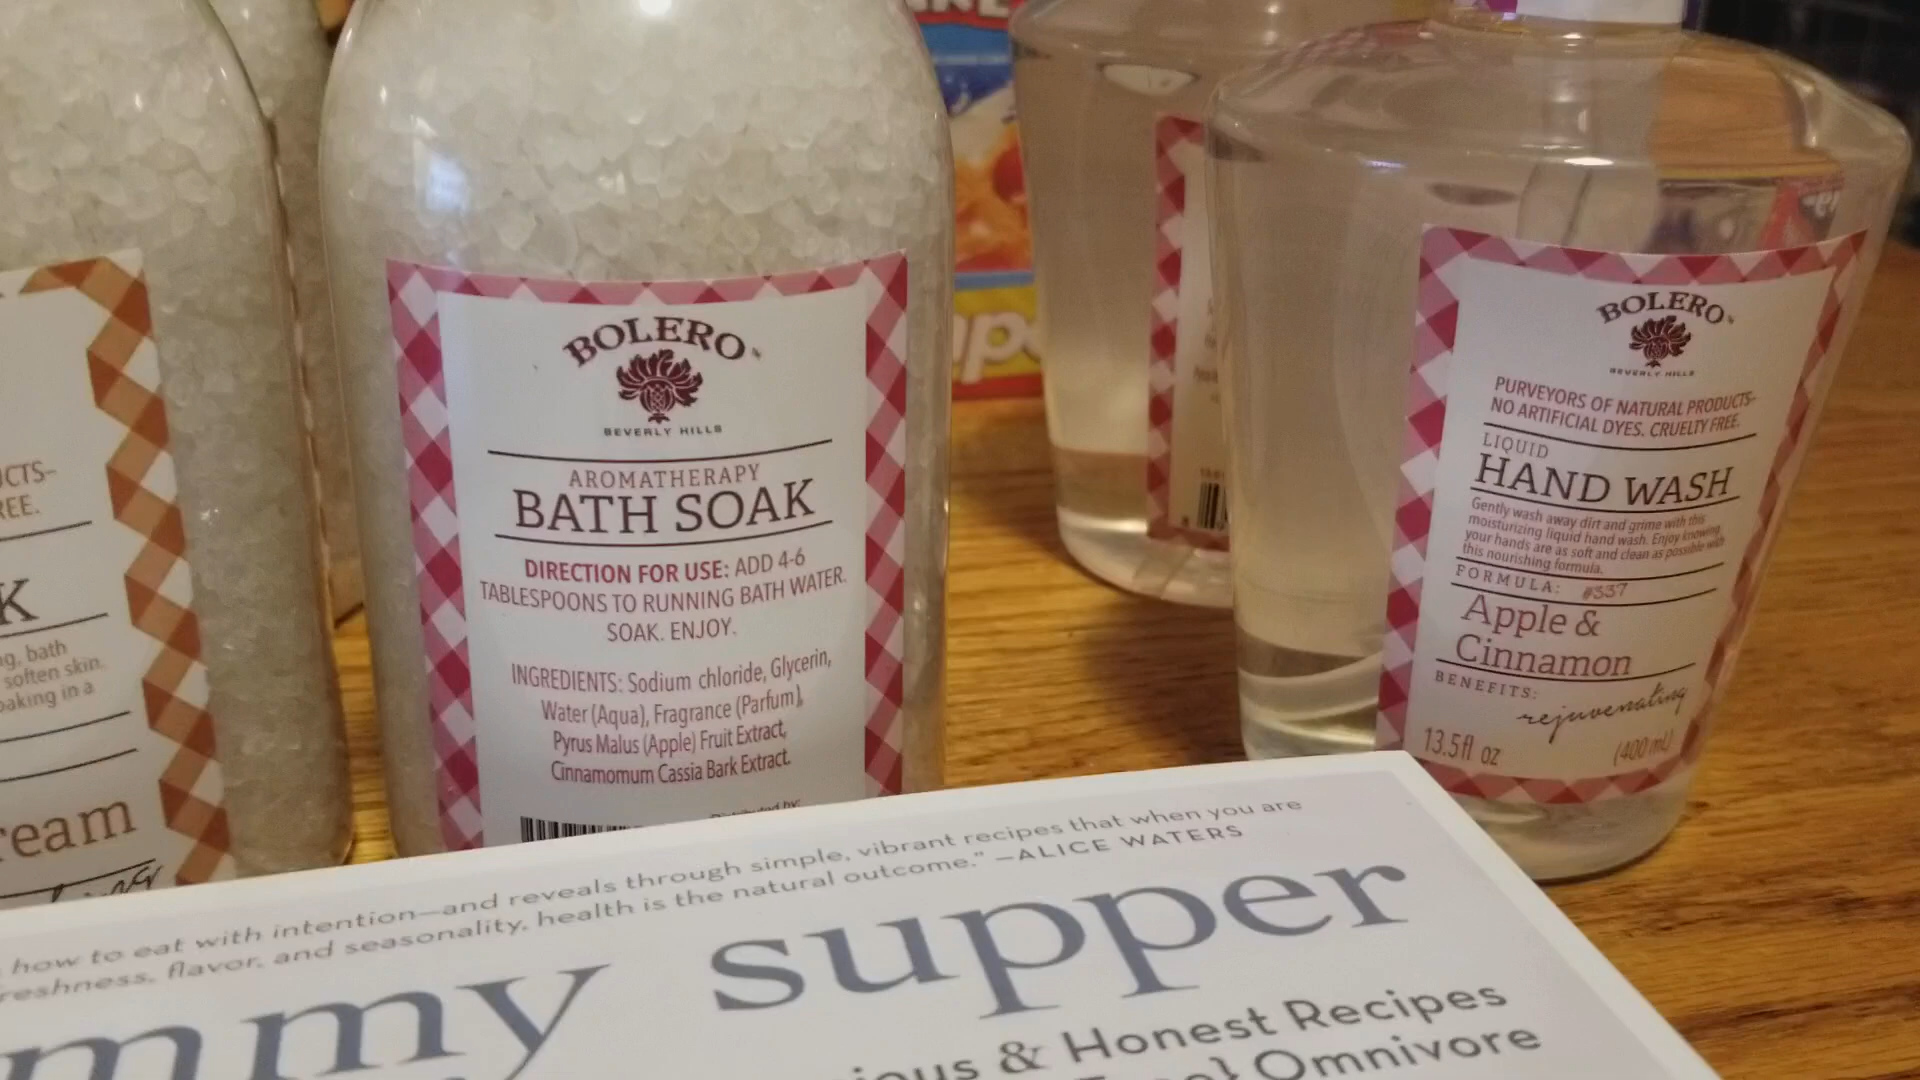 UCTS-
REE.
K
ng, bath
soften skin.
oaking in a
ream
BOLERO
BEVERLY HILLS
AROMATHERAPY
BATH SOAK
DIRECTION FOR USE: ADD 4-6
TABLESPOONS TO RUNNING BATH WATER.
SOAK. ENJOY.
INGREDIENTS: Sodium chloride, Glycerin,
Water (Aqua), Fragrance (Parfum),
Pyrus Malus (Apple) Fruit Extract,
Cinnamomum Cassia Bark Extract.
Distributed by:
BOLERO
BEVERLY HILLS
PURVEYORS OF NATURAL PRODUCTS-
NO ARTIFICIAL DYES. CRUELTY FREE.
LIQUID
HAND WASH
Gently wash away dirt and grime with this
moisturizing liquid hand wash. Enjoy knowing
your hands are as soft and clean as possible with
this nourishing formula.
FORMULA: #337
Apple &
Cinnamon
BENEFITS:
rejuvenating
13.5fl oz (400 mL)
how to eat with intention—and reveals through simple, vibrant recipes that when you are
reshness, flavor, and seasonality, health is the natural outcome." —ALICE WATERS
mmy supper
ious & Honest Recipes
Omnivore